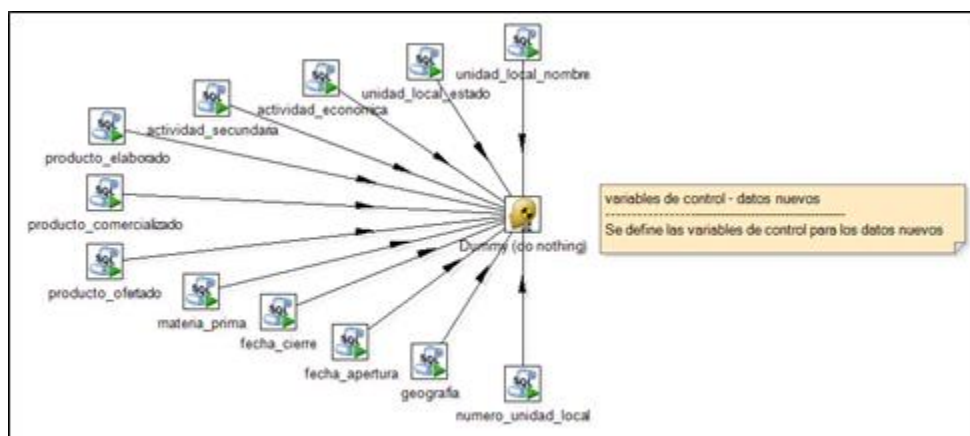 SQL
unidad_local_nombre
SQL
unidad_local_estado
SQL
actividad_economica
SQL
actividad_secundaria
SQL
producto_elaborado
SQL
producto_comercializado
SQL
producto_ofertado
SQL
materia_prima
SQL
fecha_cierre
SQL
fecha_apertura
SQL
geografia
SQL
numero_unidad_local
Dummy (do nothing)
variables de control - datos nuevos
------------------------------------------------
Se define las variables de control para los datos nuevos